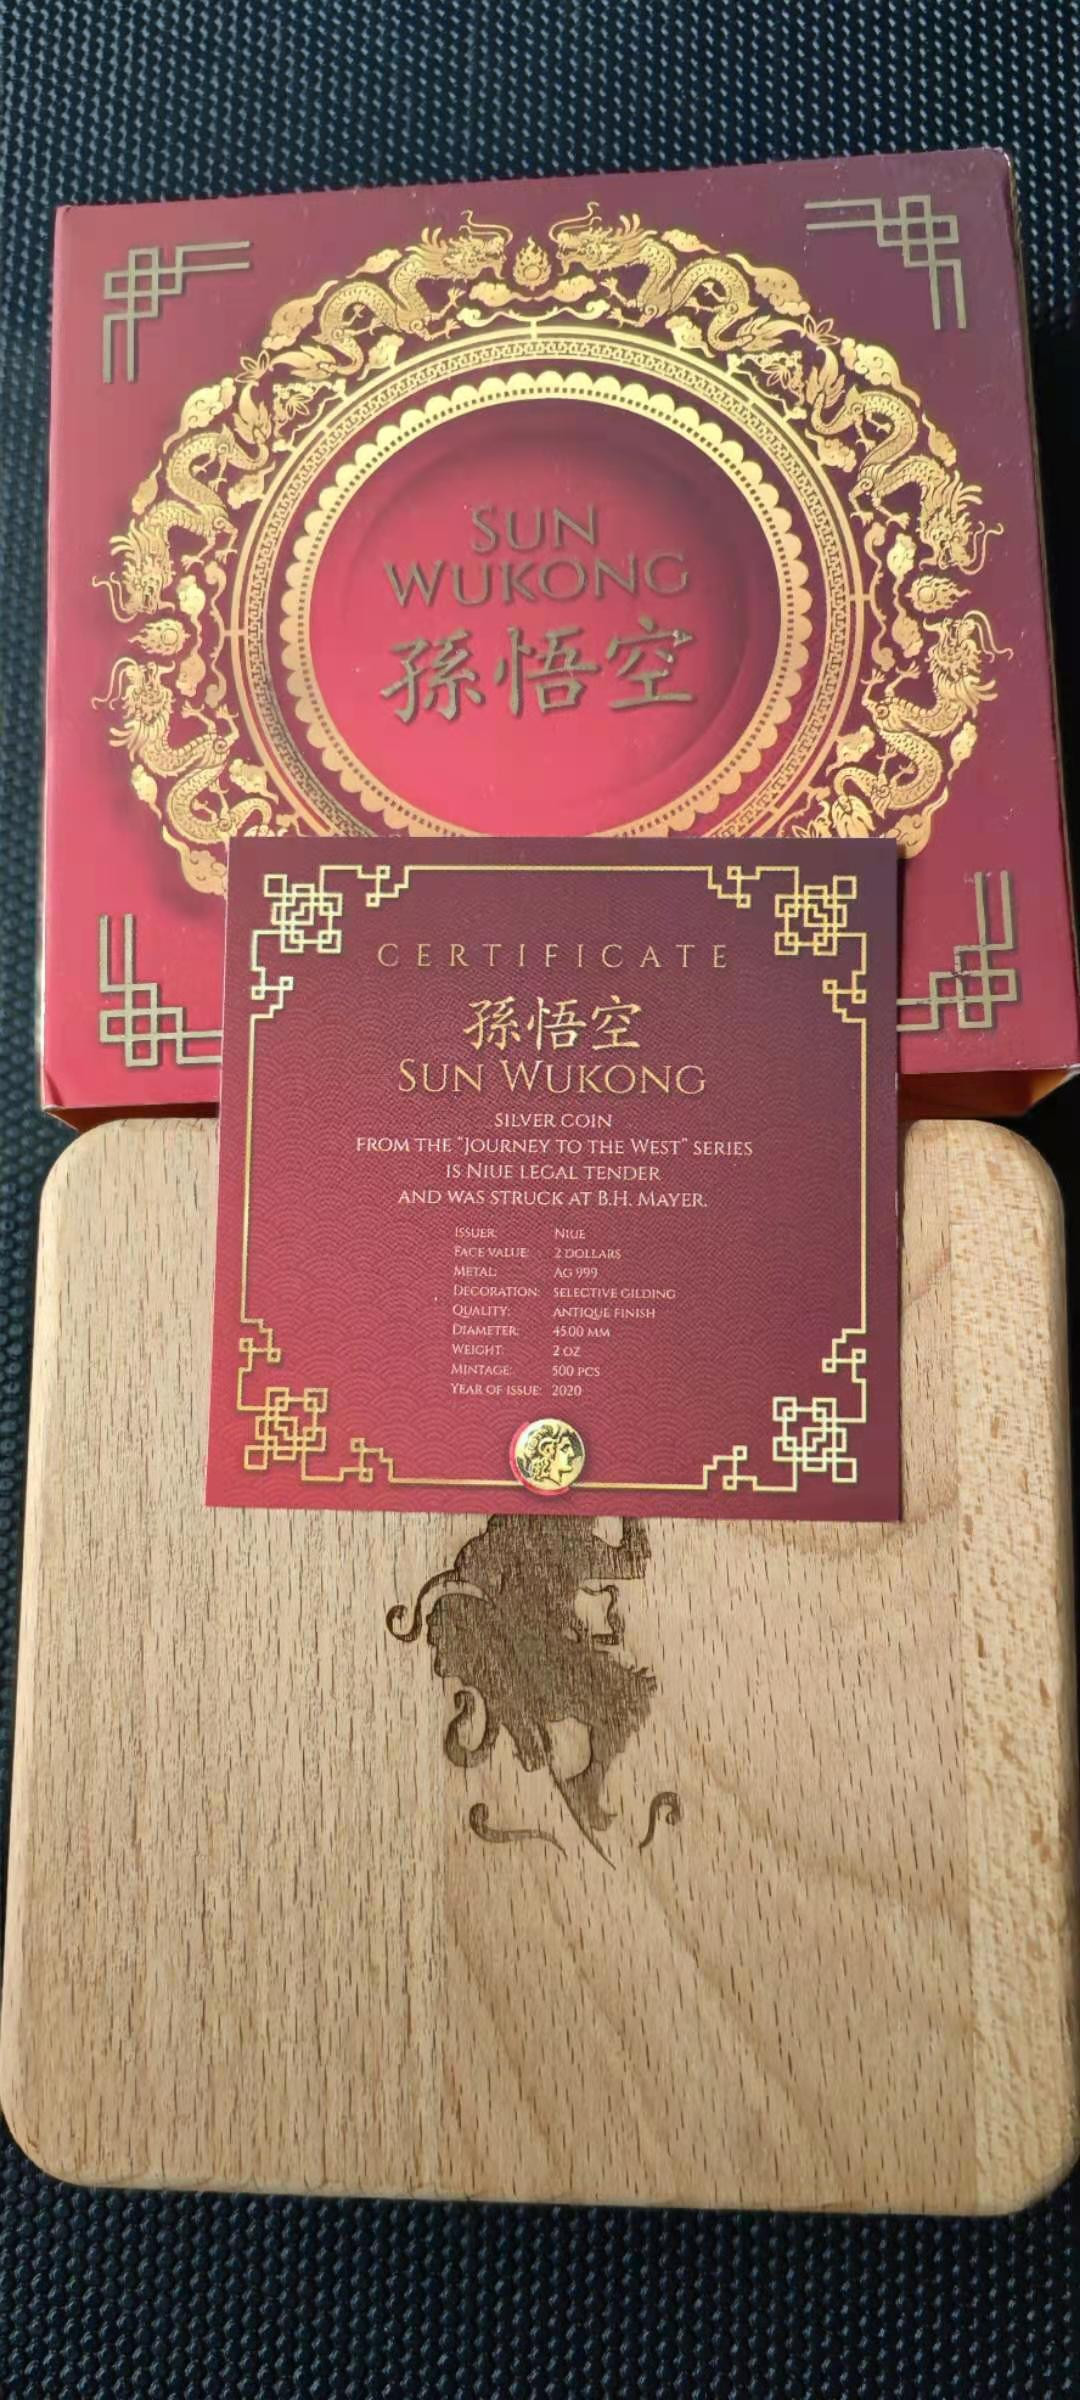 SUN
WUKONG
孫悟空
CERTIFICATE
孫悟空
SUN WUKONG
SILVER COIN
FROM THE "JOURNEY TO THE WEST" SERIES
IS NIUE LEGAL TENDER
AND WAS STRUCK AT B.H. MAYER.
ISSUER: NIUE
FACE VALUE: 2 DOLLARS
METAL: AG 999
DECORATION: SELECTIVE GILDING
QUALITY: ANTIQUE FINISH
DIAMETER: 45.00 MM
WEIGHT: 2 OZ
MINTAGE: 500 PCS
YEAR OF ISSUE: 2020